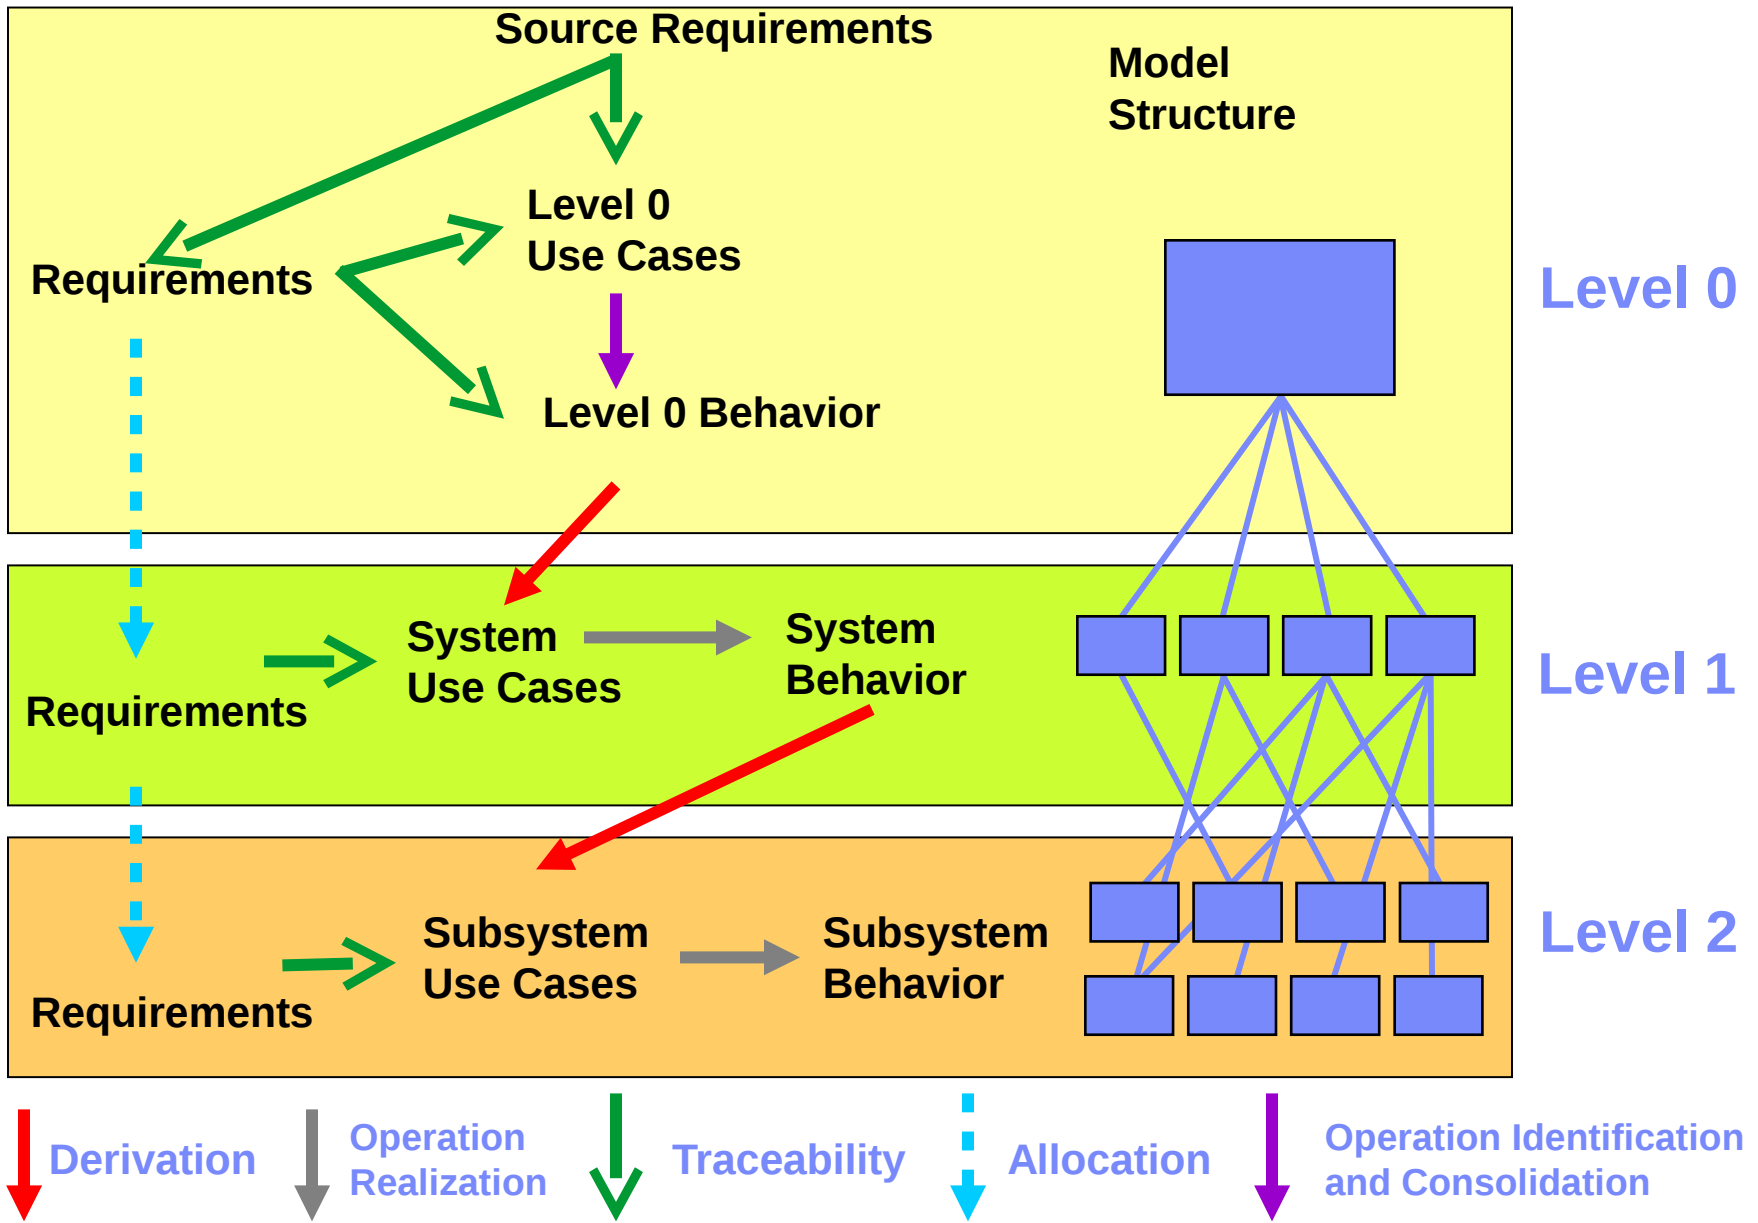 Source Requirements
Model
Structure
Level 0
Use Cases
Requirements
Level 0
Level 0 Behavior
System
Use Cases
System
Behavior
Requirements
Level 1
Subsystem
Use Cases
Subsystem
Behavior
Requirements
Level 2
Derivation
Operation
Realization
Traceability
Allocation
Operation Identification
and Consolidation